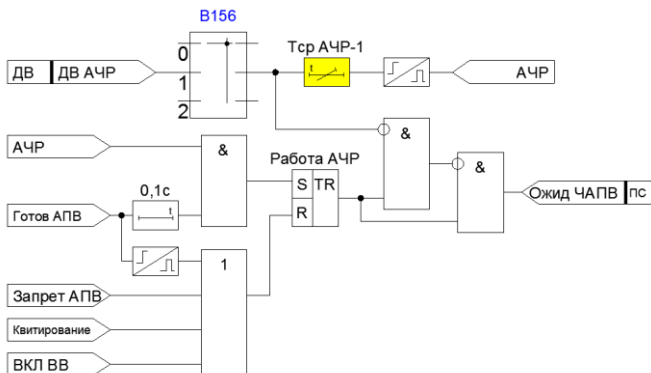 B156
0
1
2
ДВ
ДВ АЧР
Тср АЧР-1
t
АЧР
АЧР
&
Работа АЧР
S
TR
R
&
&
Ожид ЧАПВ
ПС
0,1с
t
Готов АПВ
1
Запрет АПВ
Квитирование
ВКЛ ВВ